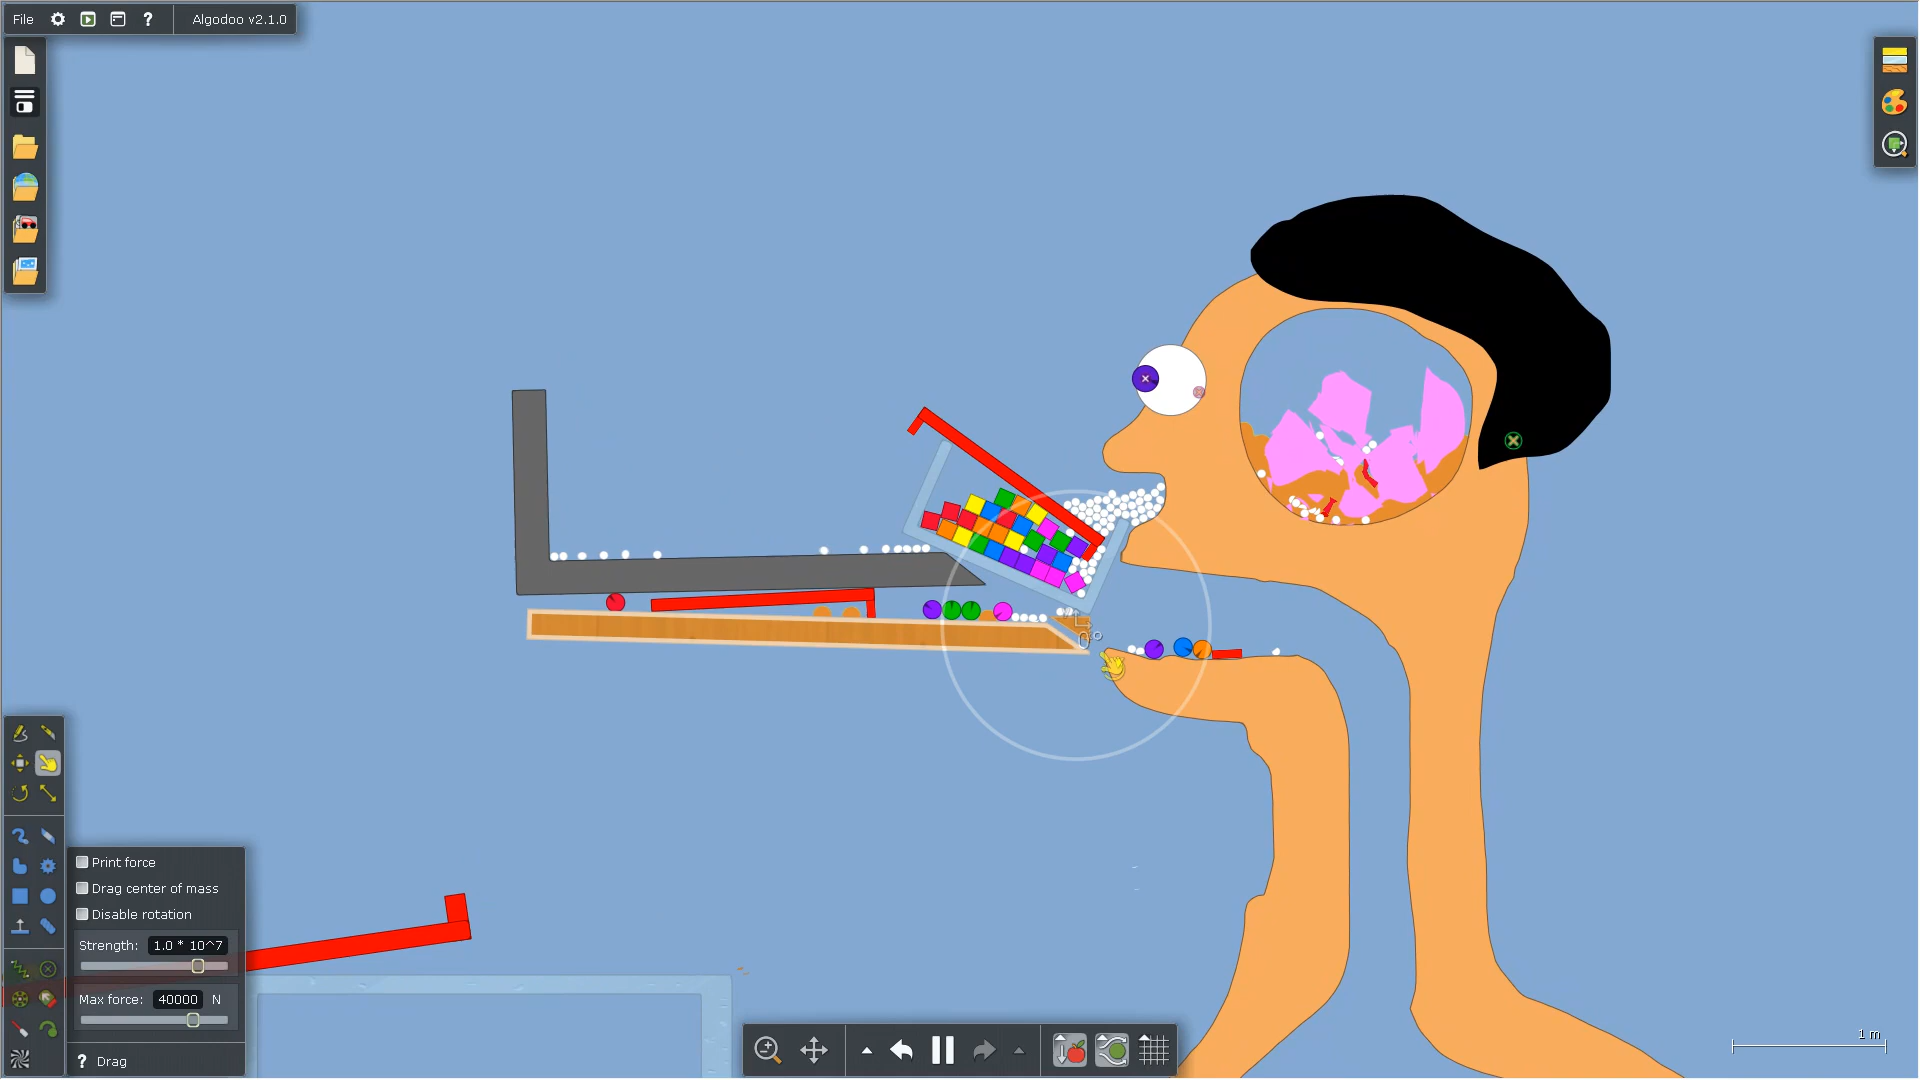 File ? Algodoo v2.1.0
0°
Print force
Drag center of mass
Disable rotation
Strength: 1.0 * 10^7
Max force: 40000 N
? Drag
1 m